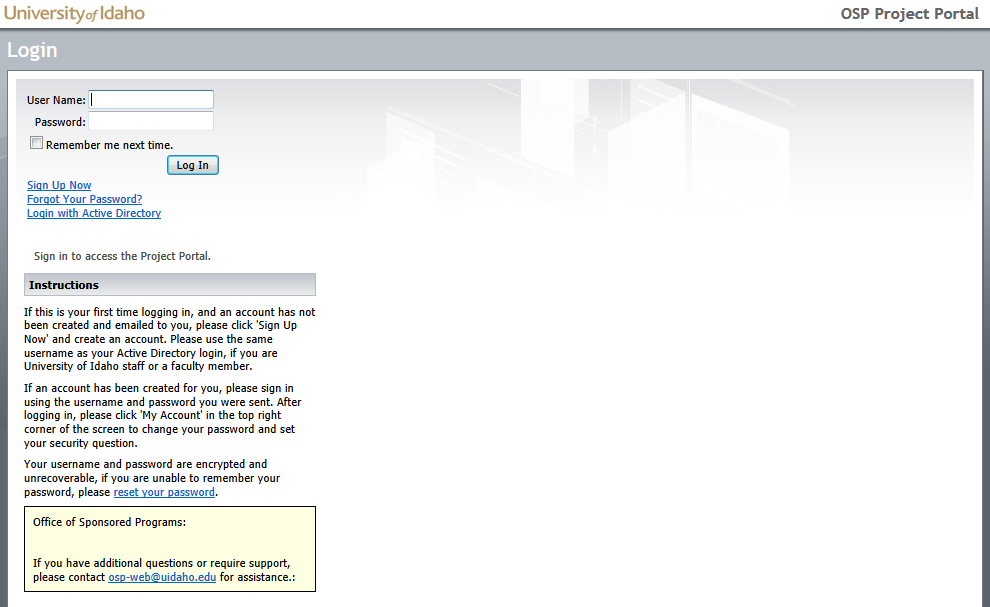 University of Idaho
OSP Project Portal
Login
User Name:
Password:
Remember me next time.
Log In
Sign Up Now
Forgot Your Password?
Login with Active Directory
Sign in to access the Project Portal.
Instructions
If this is your first time logging in, and an account has not
been created and emailed to you, please click 'Sign Up
Now' and create an account. Please use the same
username as your Active Directory login, if you are
University of Idaho staff or a faculty member.
If an account has been created for you, please sign in
using the username and password you were sent. After
logging in, please click 'My Account' in the top right
corner of the screen to change your password and set
your security question.
Your username and password are encrypted and
unrecoverable, if you are unable to remember your
password, please reset your password.
Office of Sponsored Programs:
If you have additional questions or require support,
please contact osp-web@uidaho.edu for assistance.: